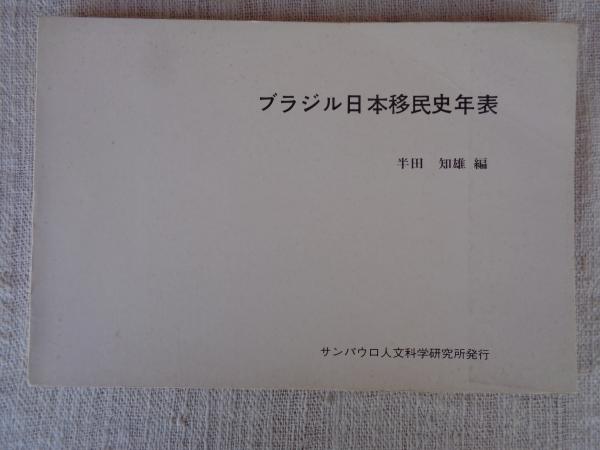 ブラジル日本移民史年表
半田 知雄 編
サンパウロ人文科学研究所発行